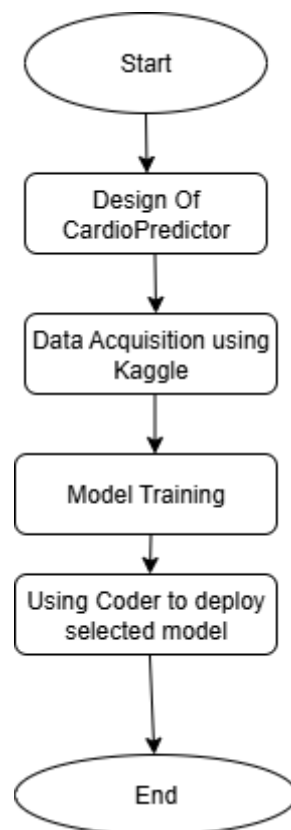 Start
Design Of
CardioPredictor
Data Acquisition using
Kaggle
Model Training
Using Coder to deploy
selected model
End